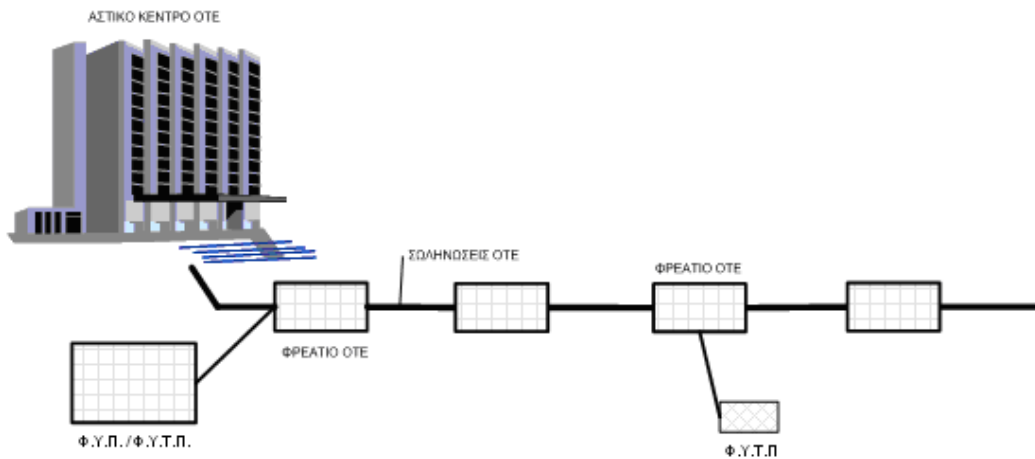 ΑΣΤΙΚΟ ΚΕΝΤΡΟ ΟΤΕ
ΣΩΛΗΝΩΣΕΙΣ ΟΤΕ
ΦΡΕΑΤΙΟ ΟΤΕ
ΦΡΕΑΤΙΟ ΟΤΕ
Φ.Υ.Π. /Φ.Υ.Τ.Π.
Φ.Υ.Τ.Π